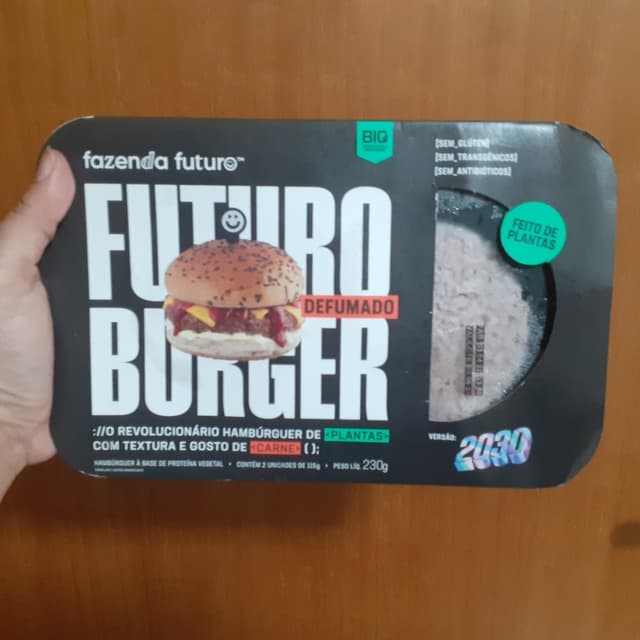 fazenda futuro™
BIO
[SEM_GLÚTEN]
[SEM_TRANSGÊNICOS]
[SEM_ANTIBIÓTICOS]
FEITO DE
PLANTAS
FUTURO
DEFUMADO
BURGER
://O REVOLUCIONÁRIO HAMBÚRGUER DE <PLANTAS>
COM TEXTURA E GOSTO DE <CARNE> ( );
HAMBÚRGUER À BASE DE PROTEÍNA VEGETAL • CONTÉM 2 UNIDADES DE 115g • PESO LÍQ. 230g
VERSÃO: 2030